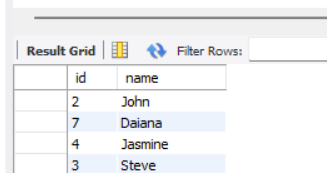 Result Grid Filter Rows:
id name
2 John
7 Daiana
4 Jasmine
3 Steve